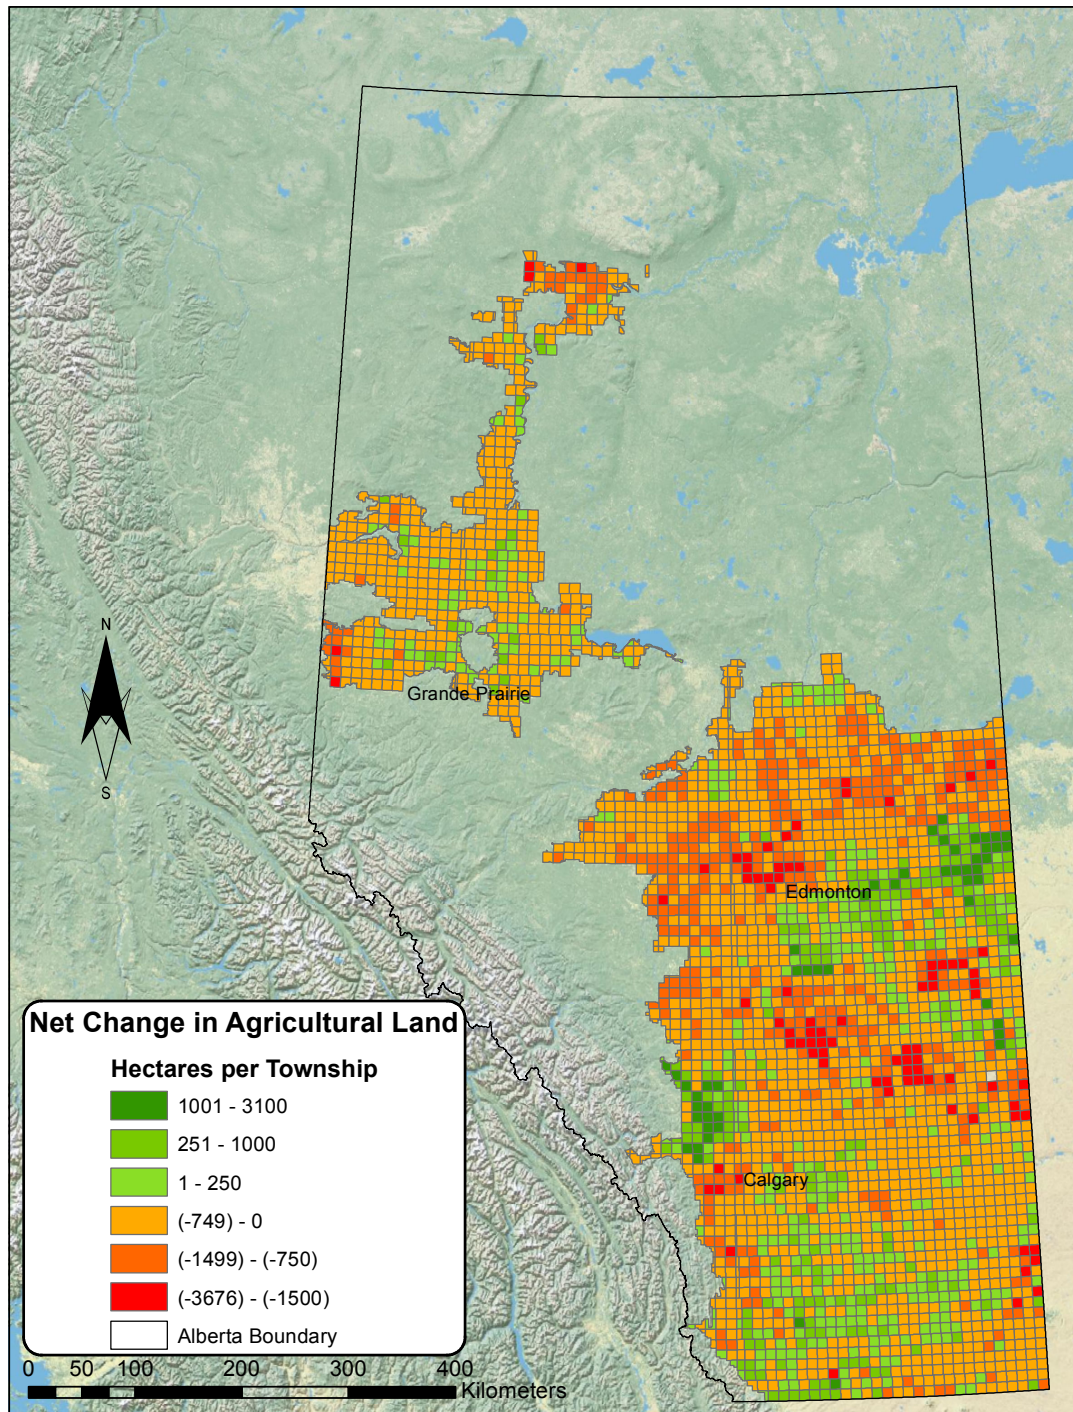 N
S
Grande Prairie
Edmonton
Calgary
Net Change in Agricultural Land
Hectares per Township
1001 - 3100
251 - 1000
1 - 250
(-749) - 0
(-1499) - (-750)
(-3676) - (-1500)
Alberta Boundary
0 50 100 200 300 400
Kilometers